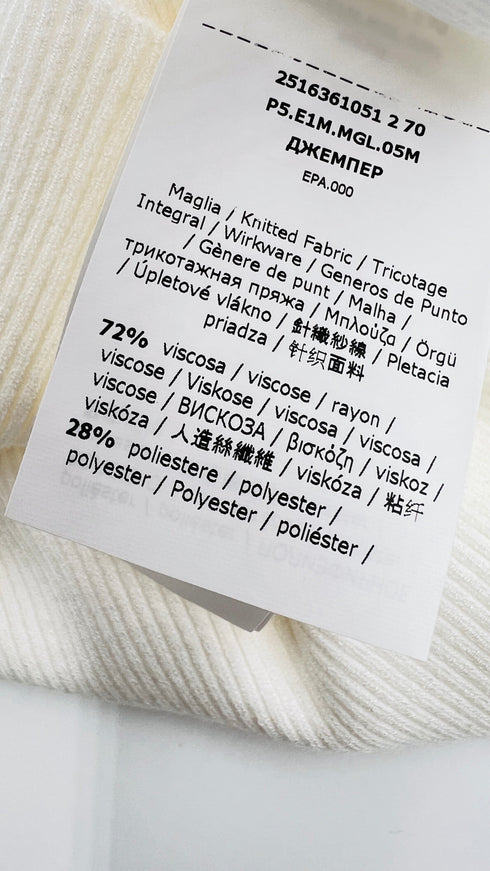 2516361051 2 70
P5.E1M.MGL.05M
ДЖЕМПЕР
EPA.000
Maglia / Knitted Fabric / Tricotage
Integral / Wirkware / Generos de Punto
/ Gènere de punt / Malha /
трикотажная пряжа / Μπλούζα / Örgü
/ Úpletové vlákno / 針織紗線 / Pletacia
priadza / 针织面料
72% viscosa / viscose / rayon /
viscose / Viskose / viscosa / viscosa /
viscose / ВИСКОЗА / βισκόζη / viskoz /
viskóza / 人造絲纖維 / viskóza / 粘纤
28% poliestere / polyester /
polyester / Polyester / poliéster /